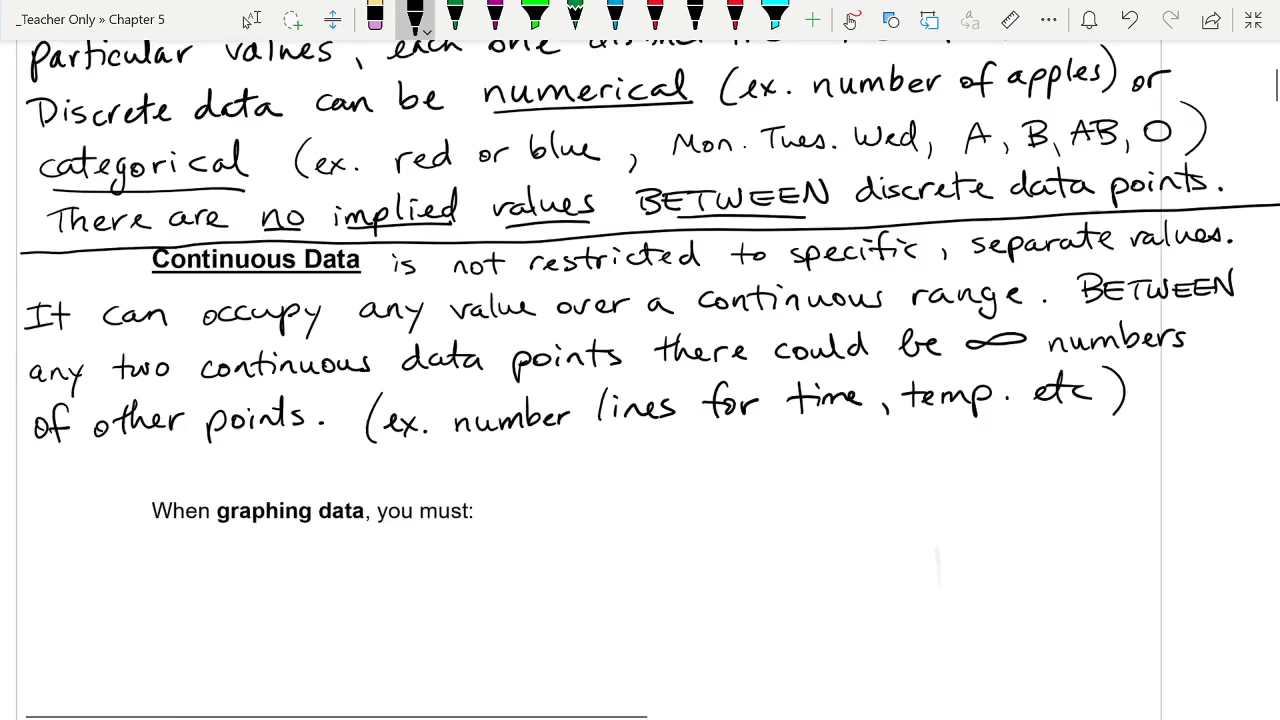 _Teacher Only » Chapter 5
particular values, each one
Discrete data can be numerical (ex. number of apples) or
categorical (ex. red or blue, Mon. Tues. Wed, A, B, AB, O)
There are no implied values BETWEEN discrete data points.
Continuous Data is not restricted to specific, separate values.
It can occupy any value over a continuous range. BETWEEN
any two continuous data points there could be ∞ numbers
of other points. (ex. number lines for time, temp. etc)
When graphing data, you must: